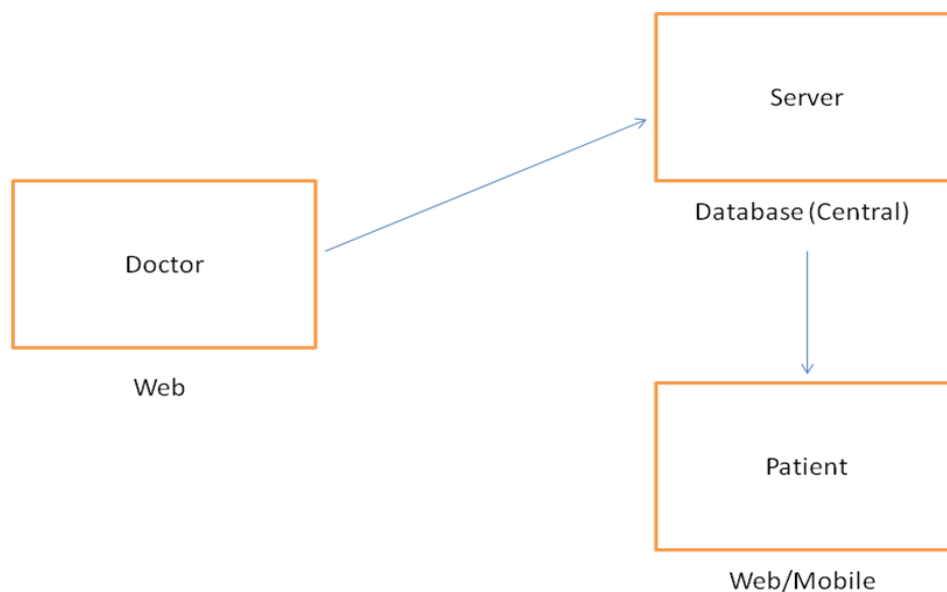 Server
Database (Central)
Doctor
Web
Patient
Web/Mobile